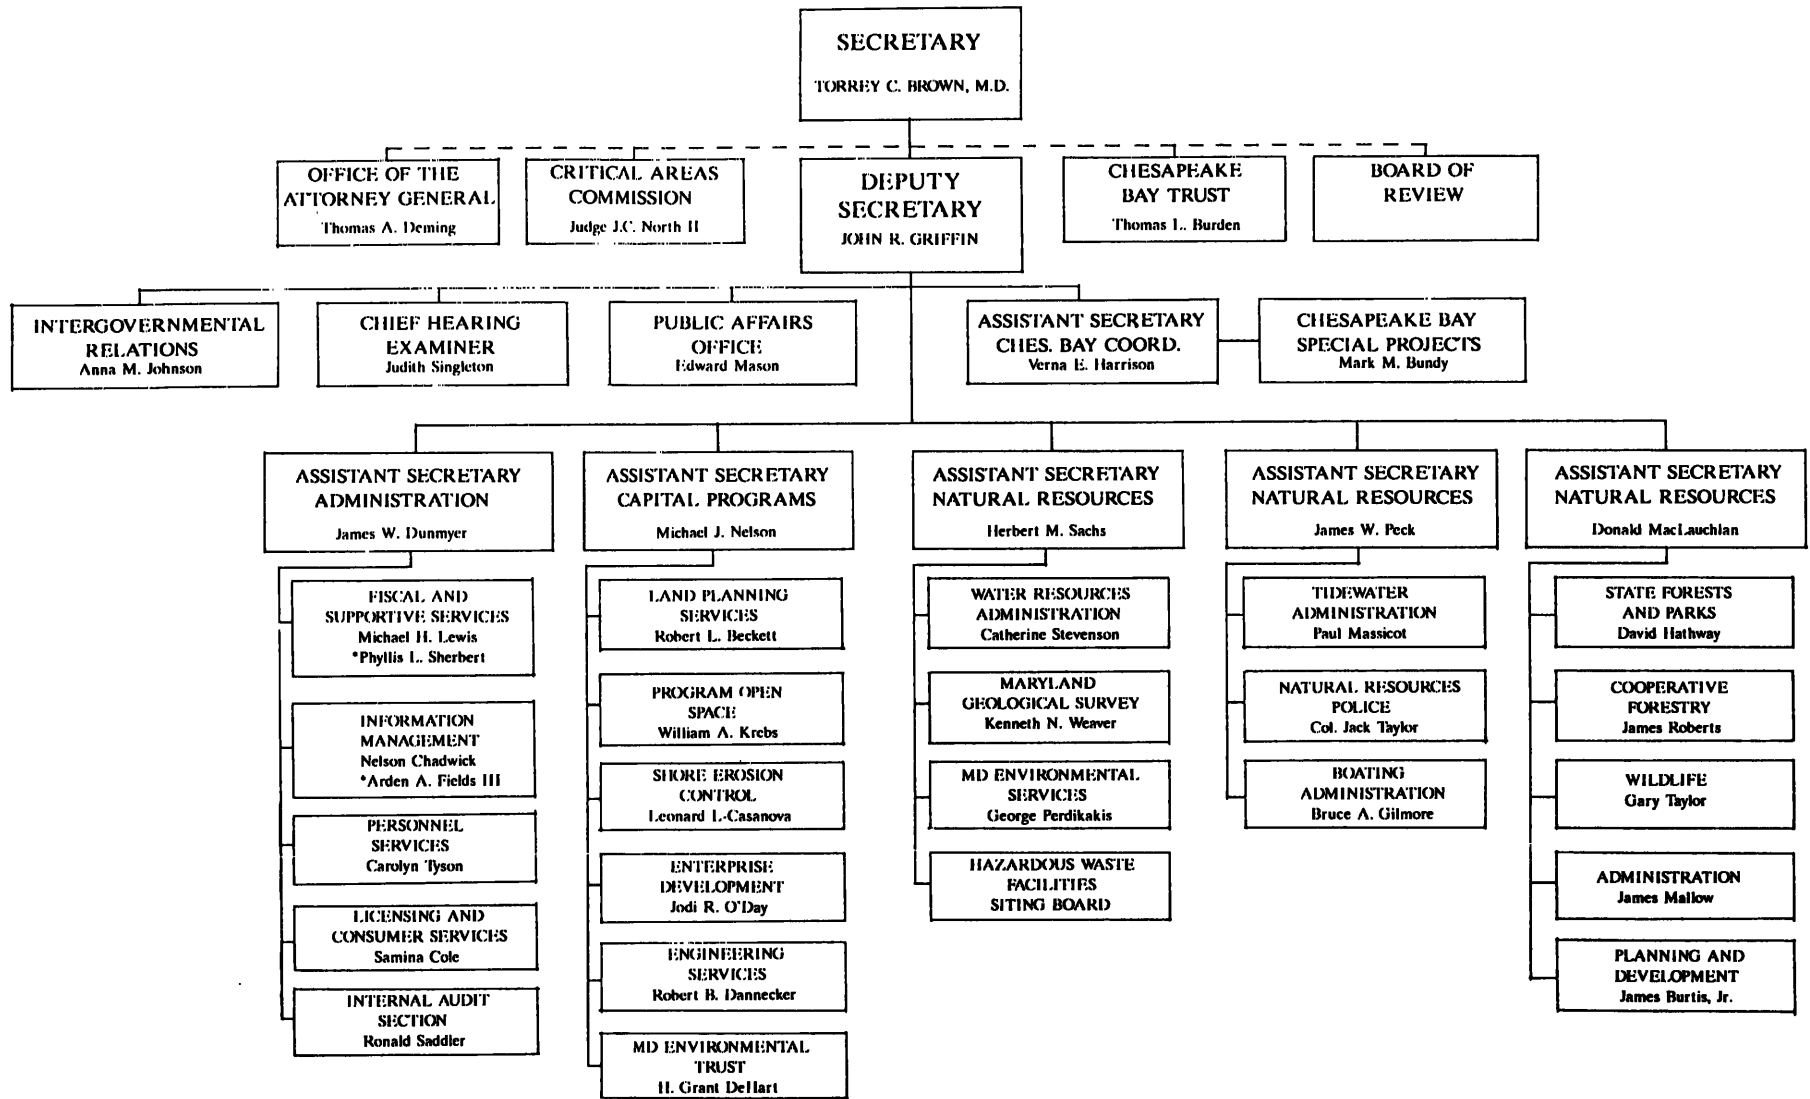 SECRETARY
TORREY C. BROWN, M.D.
OFFICE OF THE
ATTORNEY GENERAL
Thomas A. Deming
CRITICAL AREAS
COMMISSION
Judge J.C. North II
DEPUTY
SECRETARY
JOHN R. GRIFFIN
CHESAPEAKE
BAY TRUST
Thomas L. Burden
BOARD OF
REVIEW
INTERGOVERNMENTAL
RELATIONS
Anna M. Johnson
CHIEF HEARING
EXAMINER
Judith Singleton
PUBLIC AFFAIRS
OFFICE
Edward Mason
ASSISTANT SECRETARY
CHES. BAY COORD.
Verna E. Harrison
CHESAPEAKE BAY
SPECIAL PROJECTS
Mark M. Bundy
ASSISTANT SECRETARY
ADMINISTRATION
James W. Dunmyer
FISCAL AND
SUPPORTIVE SERVICES
Michael H. Lewis
*Phyllis L. Sherbert
INFORMATION
MANAGEMENT
Nelson Chadwick
*Arden A. Fields III
PERSONNEL
SERVICES
Carolyn Tyson
LICENSING AND
CONSUMER SERVICES
Samina Cole
INTERNAL AUDIT
SECTION
Ronald Saddler
ASSISTANT SECRETARY
CAPITAL PROGRAMS
Michael J. Nelson
LAND PLANNING
SERVICES
Robert L. Beckett
PROGRAM OPEN
SPACE
William A. Krebs
SHORE EROSION
CONTROL
Leonard L-Casanova
ENTERPRISE
DEVELOPMENT
Jodi R. O'Day
ENGINEERING
SERVICES
Robert B. Dannecker
MD ENVIRONMENTAL
TRUST
H. Grant DeHart
ASSISTANT SECRETARY
NATURAL RESOURCES
Herbert M. Sachs
WATER RESOURCES
ADMINISTRATION
Catherine Stevenson
MARYLAND
GEOLOGICAL SURVEY
Kenneth N. Weaver
MD ENVIRONMENTAL
SERVICES
George Perdikakis
HAZARDOUS WASTE
FACILITIES
SITING BOARD
ASSISTANT SECRETARY
NATURAL RESOURCES
James W. Peck
TIDEWATER
ADMINISTRATION
Paul Massicot
NATURAL RESOURCES
POLICE
Col. Jack Taylor
BOATING
ADMINISTRATION
Bruce A. Gilmore
ASSISTANT SECRETARY
NATURAL RESOURCES
Donald MacLauchlan
STATE FORESTS
AND PARKS
David Hathway
COOPERATIVE
FORESTRY
James Roberts
WILDLIFE
Gary Taylor
ADMINISTRATION
James Mallow
PLANNING AND
DEVELOPMENT
James Burtis, Jr.